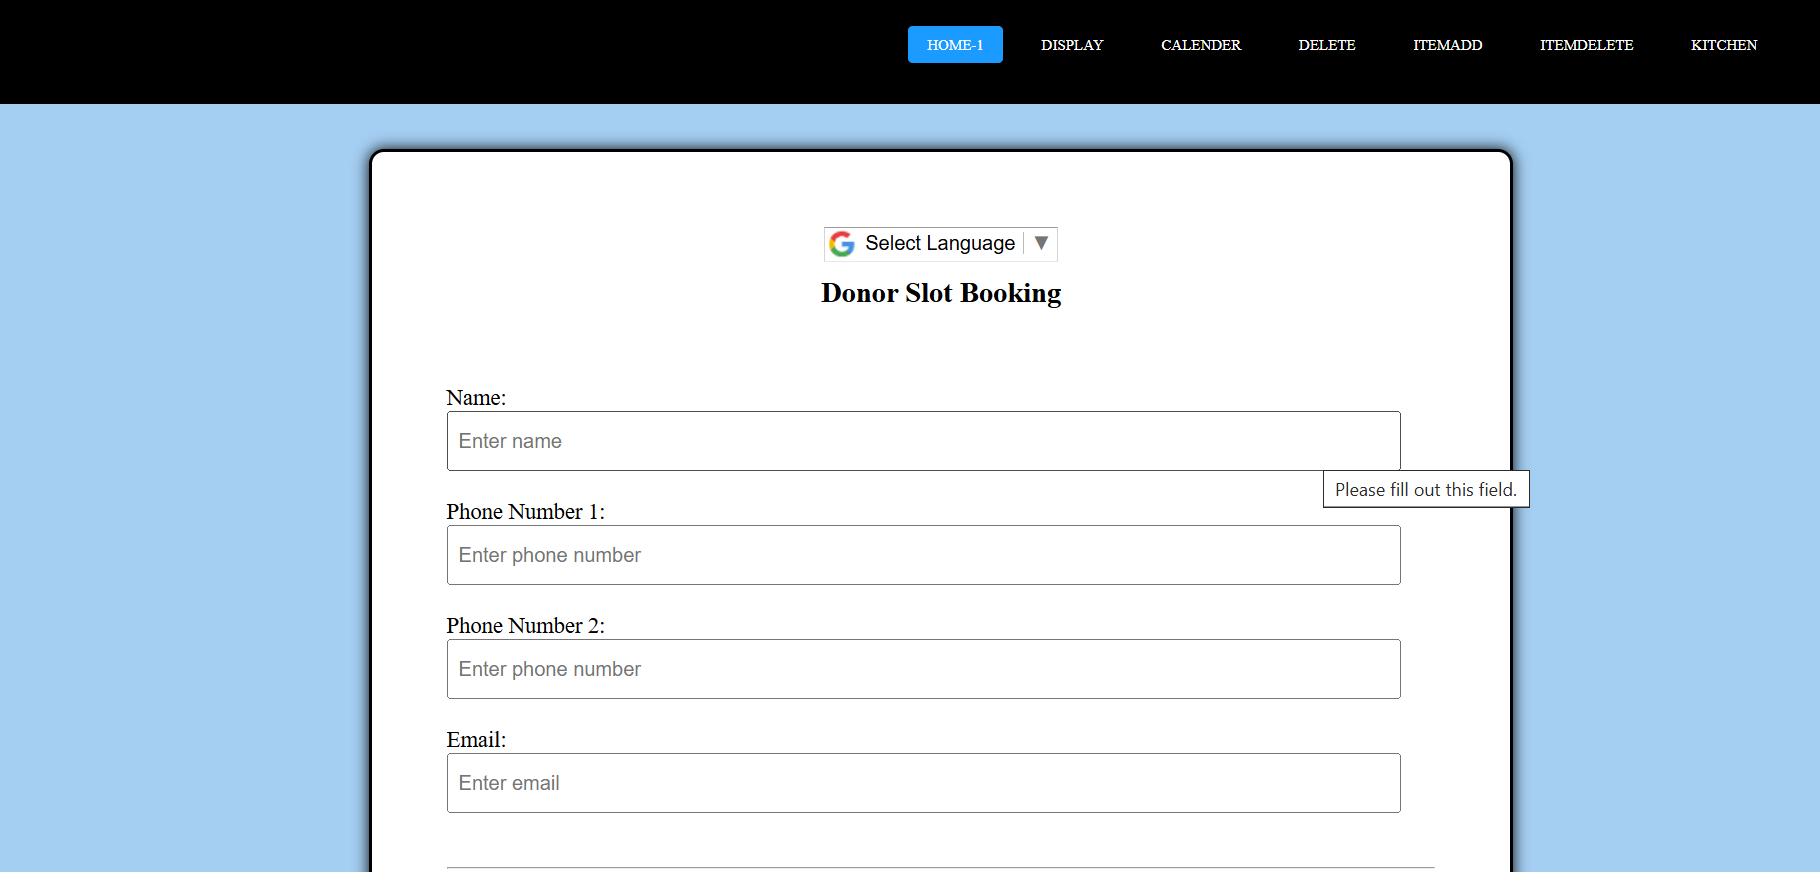 HOME-1 DISPLAY CALENDER DELETE ITEMADD ITEMDELETE KITCHEN
Select Language ▼
Donor Slot Booking
Name:
Enter name
Please fill out this field.
Phone Number 1:
Enter phone number
Phone Number 2:
Enter phone number
Email:
Enter email